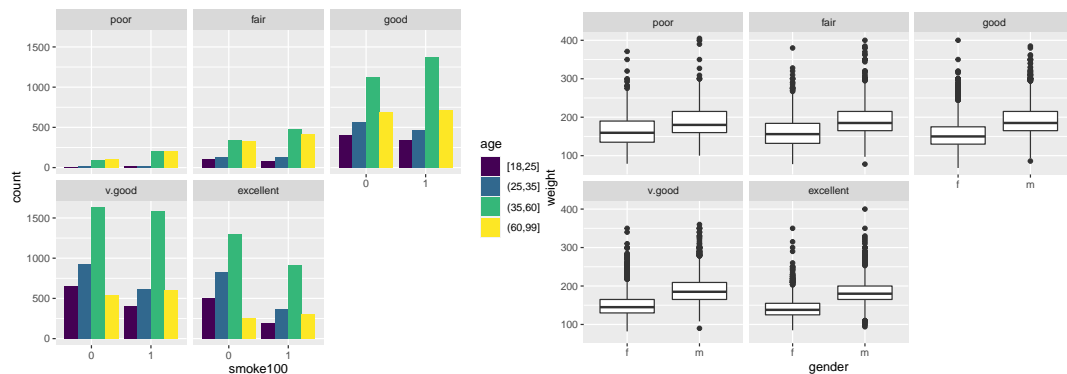 poor fair good
1500
1000
500
0
0 1
v.good excellent
1500
1000
500
0
0 1 0 1
count
smoke100
age
[18,25]
(25,35]
(35,60]
(60,99]
poor fair good
400
300
200
100
f m
v.good excellent
400
300
200
100
f m f m
weight
gender